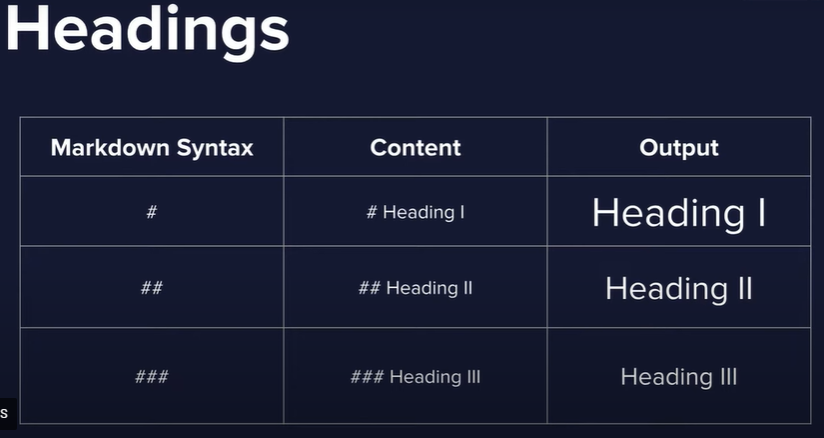 Headings
Markdown Syntax Content Output
# # Heading I Heading I
## ## Heading II Heading II
### ### Heading III Heading III
s